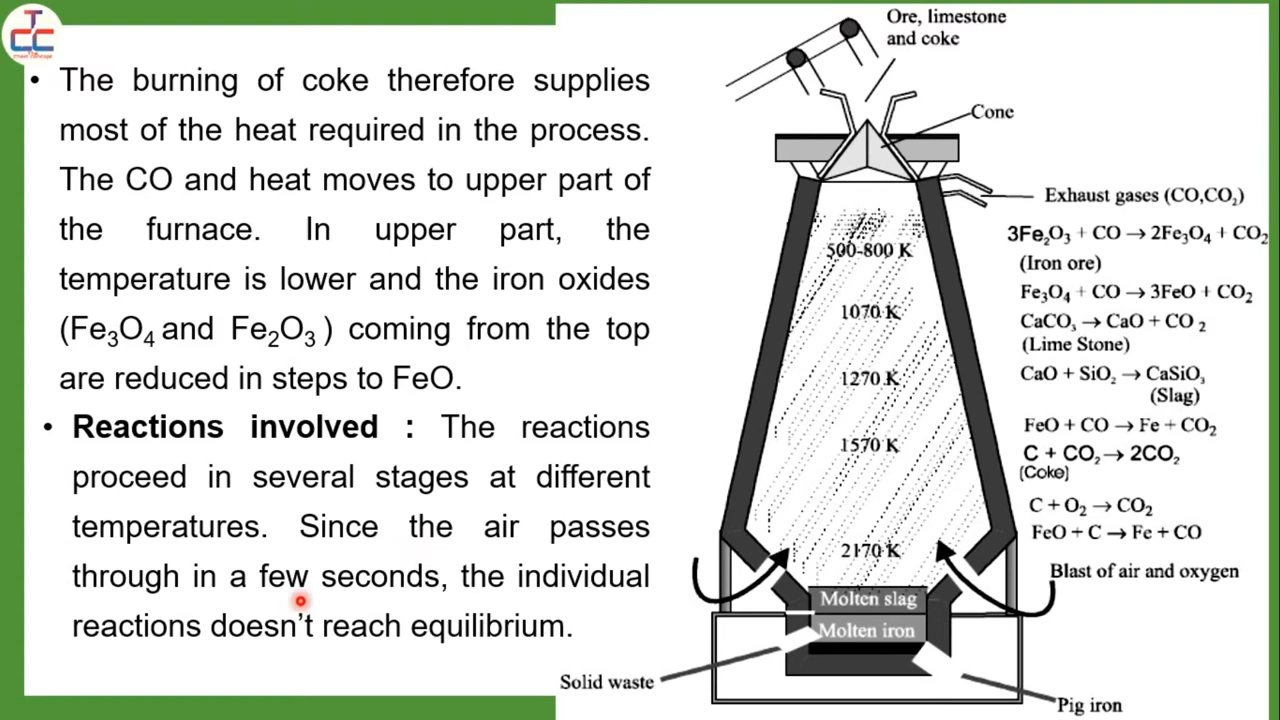 T
CC
The
• The burning of coke therefore supplies
most of the heat required in the process.
The CO and heat moves to upper part of
the furnace. In upper part, the
temperature is lower and the iron oxides
(Fe₃O₄ and Fe₂O₃ ) coming from the top
are reduced in steps to FeO.
• Reactions involved : The reactions
proceed in several stages at different
temperatures. Since the air passes
through in a few seconds, the individual
reactions doesn't reach equilibrium.
Ore, limestone
and coke
Cone
Exhaust gases (CO,CO₂)
500-800 K
1070 K
1270 K
1570 K
2170 K
3Fe₂O₃ + CO → 2Fe₃O₄ + CO₂
(Iron ore)
Fe₃O₄ + CO → 3FeO + CO₂
CaCO₃ → CaO + CO ₂
(Lime Stone)
CaO + SiO₂ → CaSiO₃
(Slag)
FeO + CO → Fe + CO₂
C + CO₂ → 2CO₂
(Coke)
C + O₂ → CO₂
FeO + C → Fe + CO
Blast of air and oxygen
Molten slag
Molten iron
Solid waste
Pig iron